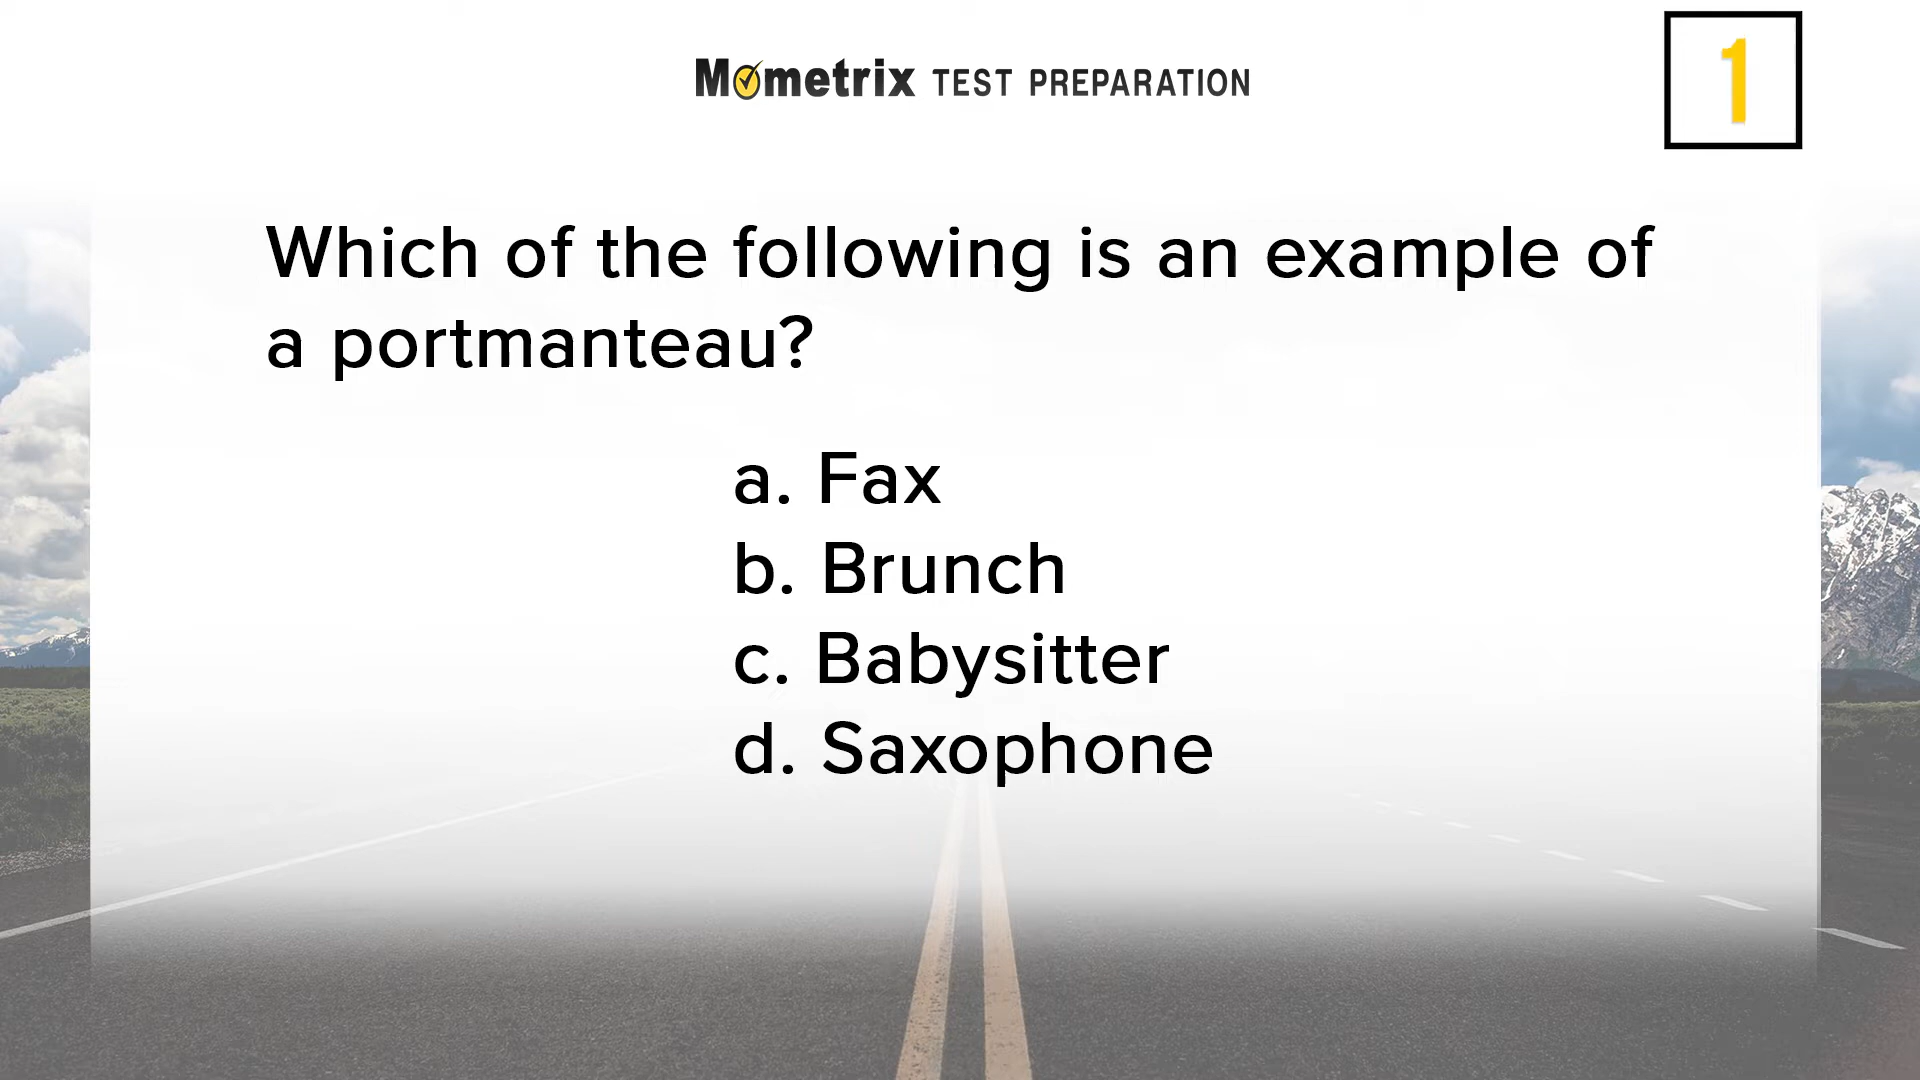 Mometrix TEST PREPARATION
1
Which of the following is an example of
a portmanteau?
a. Fax
b. Brunch
c. Babysitter
d. Saxophone